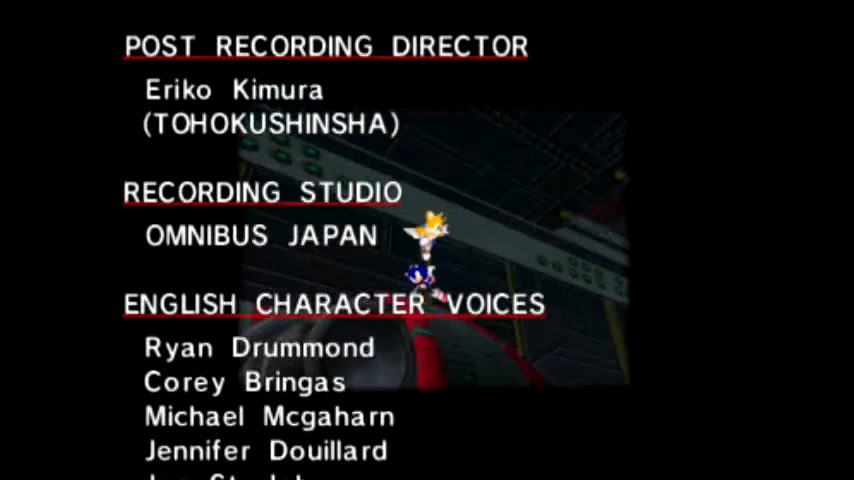 POST RECORDING DIRECTOR
Eriko Kimura
(TOHOKUSHINSHA)
RECORDING STUDIO
OMNIBUS JAPAN
ENGLISH CHARACTER VOICES
Ryan Drummond
Corey Bringas
Michael Mcgaharn
Jennifer Douillard